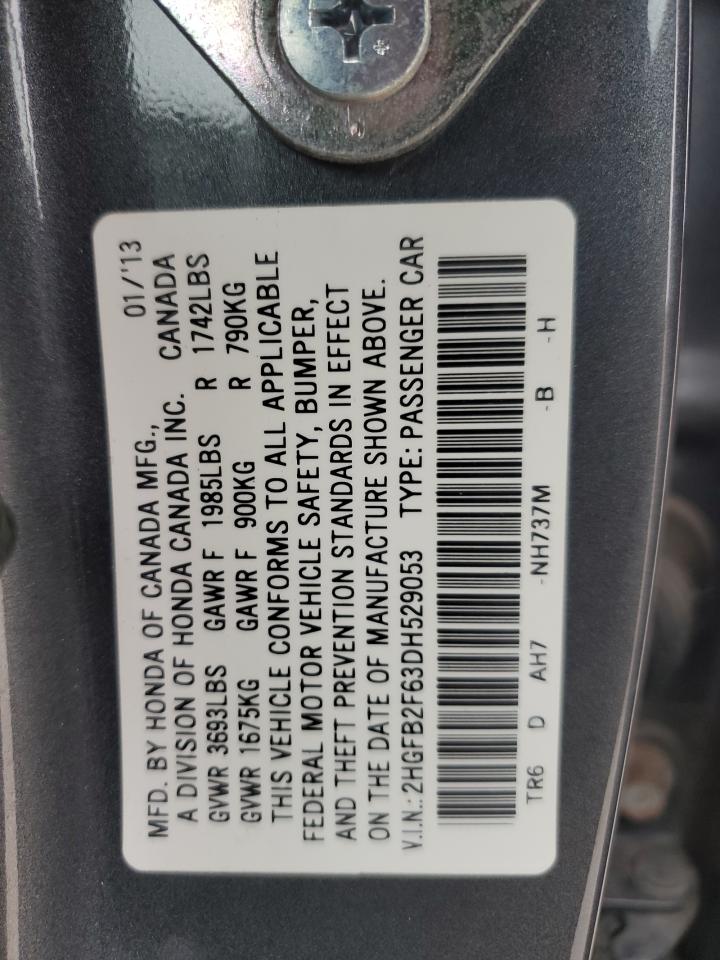 MFD. BY HONDA OF CANADA MFG., 01/'13
A DIVISION OF HONDA CANADA INC. CANADA
GVWR 3693LBS GAWR F 1985LBS R 1742LBS
GVWR 1675KG GAWR F 900KG R 790KG
THIS VEHICLE CONFORMS TO ALL APPLICABLE
FEDERAL MOTOR VEHICLE SAFETY, BUMPER,
AND THEFT PREVENTION STANDARDS IN EFFECT
ON THE DATE OF MANUFACTURE SHOWN ABOVE.
V.I.N.: 2HGFB2F63DH529053 TYPE: PASSENGER CAR
TR6 D AH7 -NH737M -B -H